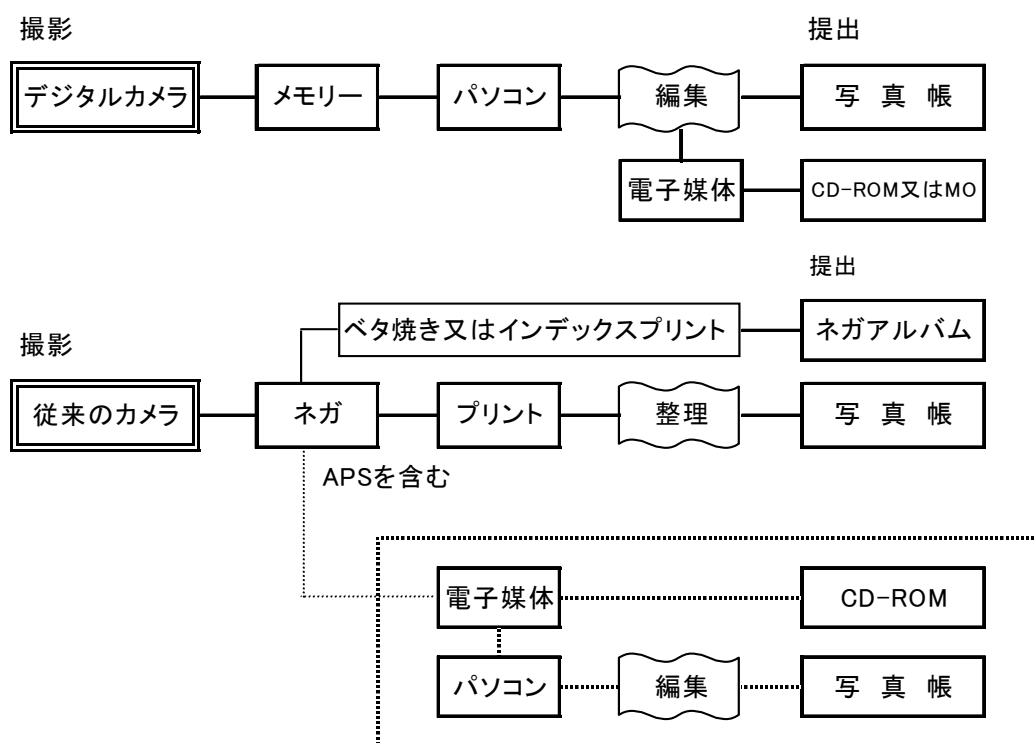 撮影
提出
デジタルカメラ
メモリー
パソコン
編集
写 真 帳
電子媒体
CD-ROM又はMO
提出
ベタ焼き又はインデックスプリント
ネガアルバム
撮影
従来のカメラ
ネガ
プリント
整理
写 真 帳
APSを含む
電子媒体
CD-ROM
パソコン
編集
写 真 帳